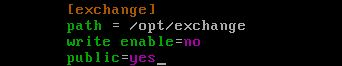 [exchange]
path = /opt/exchange
write enable=no
public=yes_